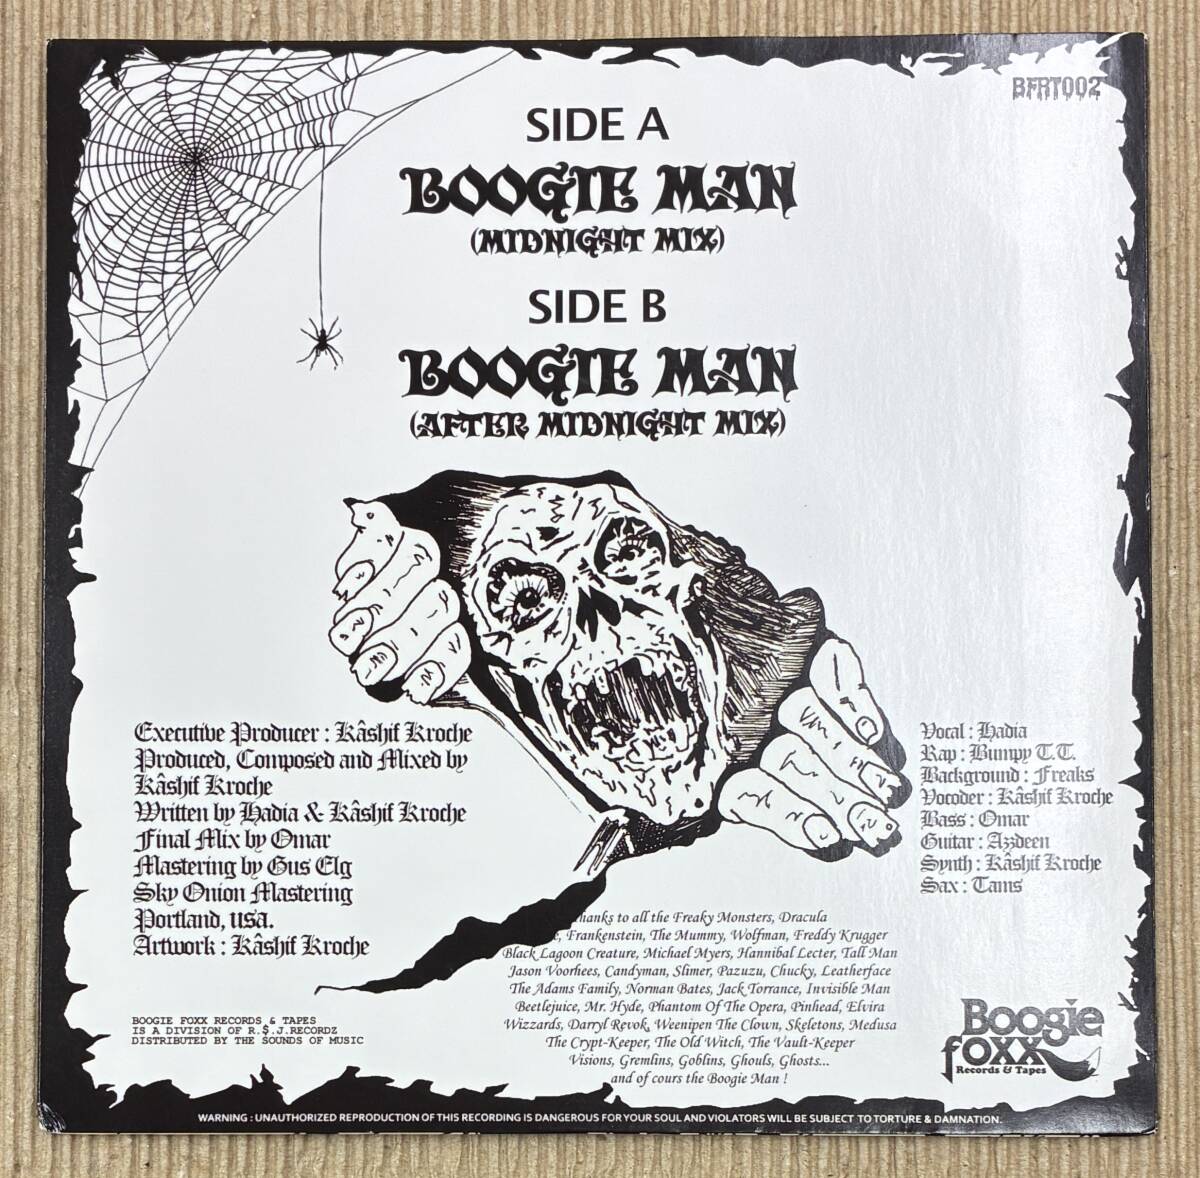 BFRT002
SIDE A
BOOGIE MAN
(MIDNIGHT MIX)
SIDE B
BOOGIE MAN
(AFTER MIDNIGHT MIX)
Executive Producer : Kâshif Kroche
Produced, Composed and Mixed by
Kâshif Kroche
Written by Hadia & Kâshif Kroche
Final Mix by Omar
Mastering by Gus Elg
Sky Onion Mastering
Portland, usa.
Artwork : Kâshif Kroche
Vocal : Hadia
Rap : Bumpy T.T.
Background : Freaks
Vocoder : Kâshif Kroche
Bass : Omar
Guitar : Azdeen
Synth : Kâshif Kroche
Sax : Tams
hanks to all the Freaky Monsters, Dracula
Frankenstein, The Mummy, Wolfman, Freddy Krugger
Black Lagoon Creature, Michael Myers, Hannibal Lecter, Tall Man
Jason Voorhees, Candyman, Slimer, Pazuzu, Chucky, Leatherface
The Adams Family, Norman Bates, Jack Torrance, Invisible Man
Beetlejuice, Mr. Hyde, Phantom Of The Opera, Pinhead, Elvira
Wizzards, Darryl Revok, Weenipen The Clown, Skeletons, Medusa
The Crypt-Keeper, The Old Witch, The Vault-Keeper
Visions, Gremlins, Goblins, Ghouls, Ghosts...
and of cours the Boogie Man !
BOOGIE FOXX RECORDS & TAPES
IS A DIVISION OF R.$.J.RECORDZ
DISTRIBUTED BY THE SOUNDS OF MUSIC
Boogie
foxx
Records & Tapes
WARNING : UNAUTHORIZED REPRODUCTION OF THIS RECORDING IS DANGEROUS FOR YOUR SOUL AND VIOLATORS WILL BE SUBJECT TO TORTURE & DAMNATION.